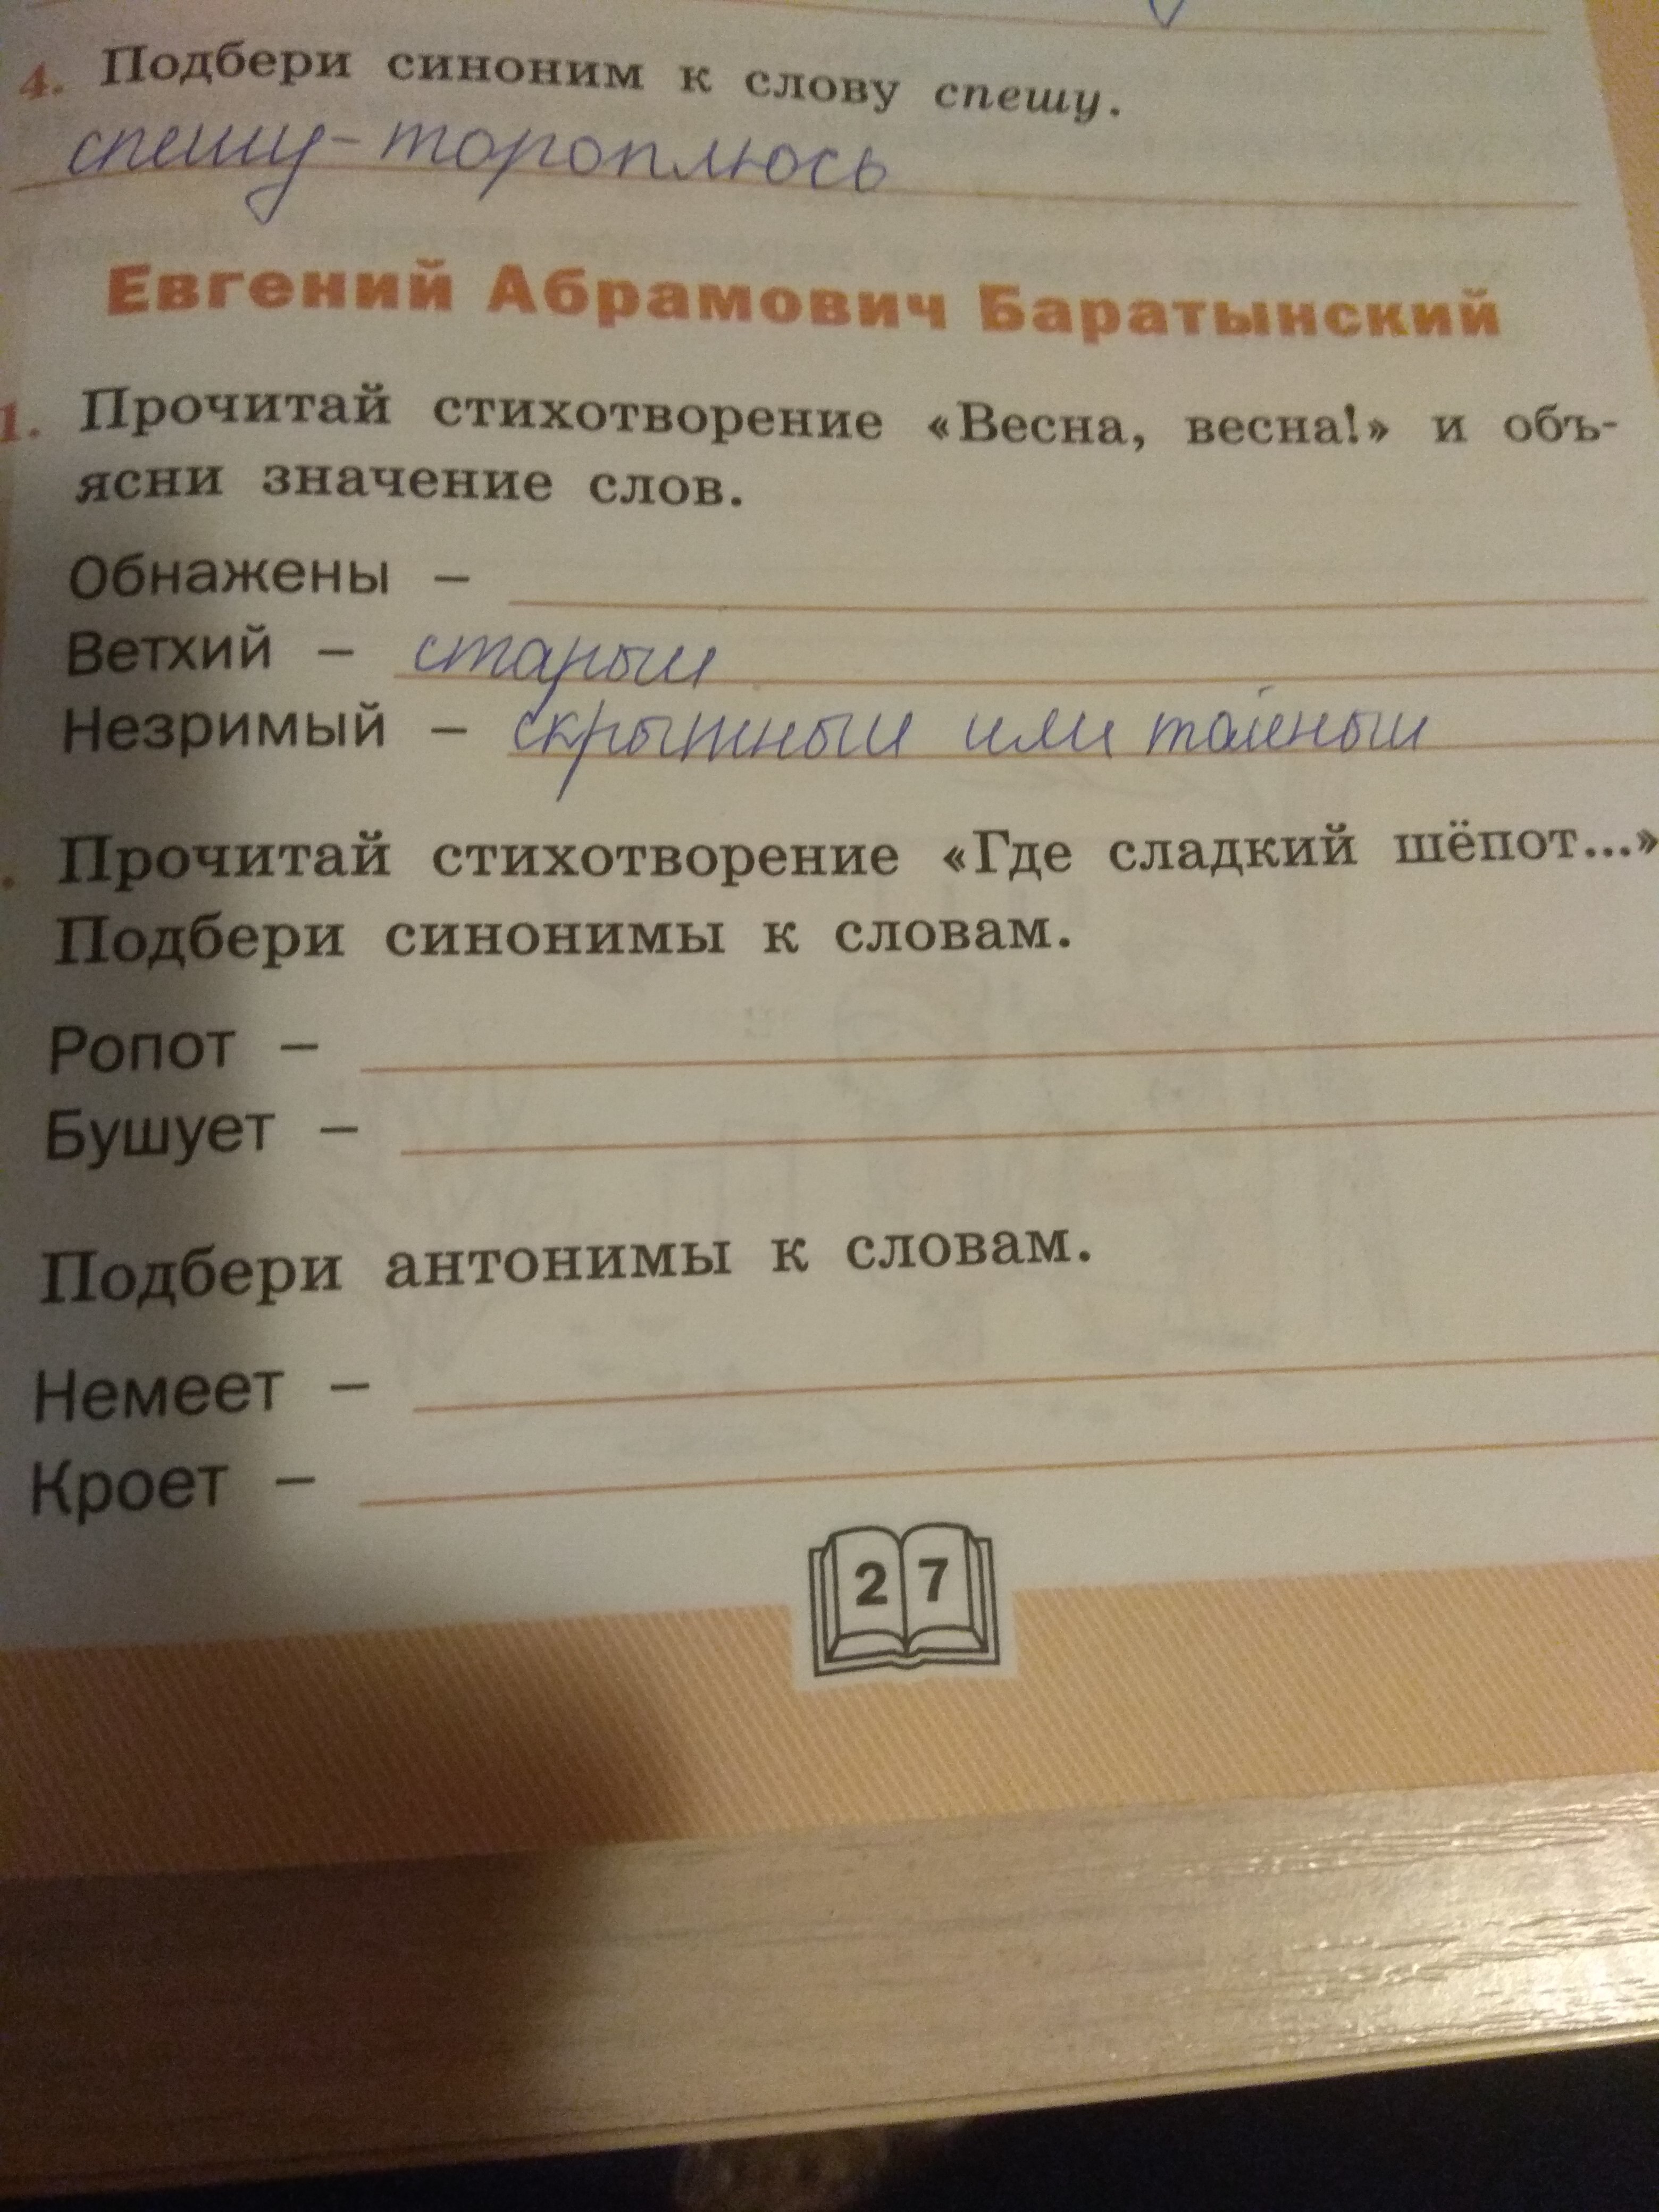 4. Подбери синоним к слову спешу.
спешу - тороплюсь
Евгений Абрамович Баратынский
1. Прочитай стихотворение «Весна, весна!» и объ-
ясни значение слов.
Обнажены –
Ветхий – старый
Незримый – скрытный или тайный
. Прочитай стихотворение «Где сладкий шёпот...»
Подбери синонимы к словам.
Ропот –
Бушует –
Подбери антонимы к словам.
Немеет –
Кроет –
27